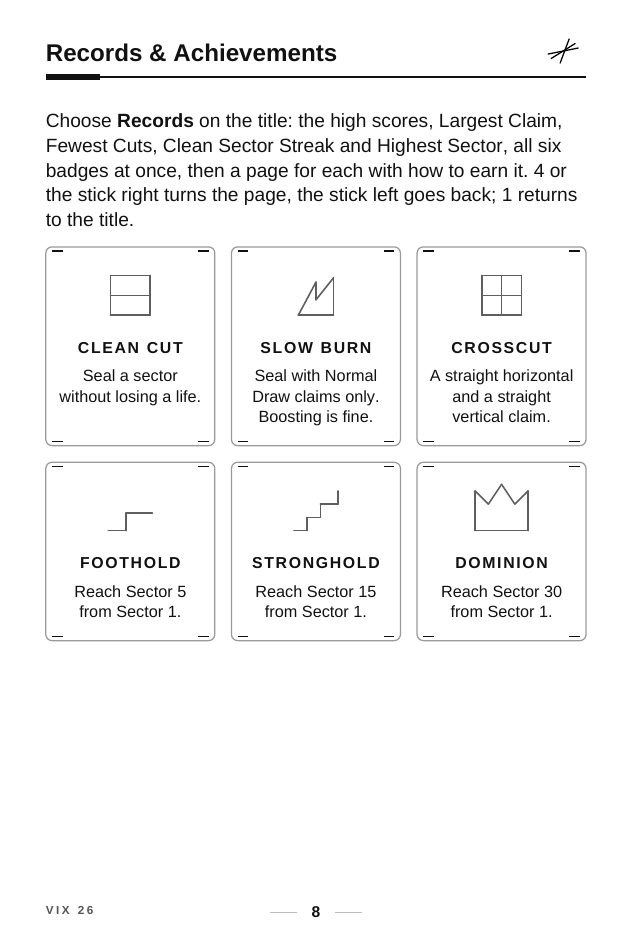 Records & Achievements
Choose Records on the title: the high scores, Largest Claim,
Fewest Cuts, Clean Sector Streak and Highest Sector, all six
badges at once, then a page for each with how to earn it. 4 or
the stick right turns the page, the stick left goes back; 1 returns
to the title.
CLEAN CUT
Seal a sector
without losing a life.
SLOW BURN
Seal with Normal
Draw claims only.
Boosting is fine.
CROSSCUT
A straight horizontal
and a straight
vertical claim.
FOOTHOLD
Reach Sector 5
from Sector 1.
STRONGHOLD
Reach Sector 15
from Sector 1.
DOMINION
Reach Sector 30
from Sector 1.
VIX 26
8